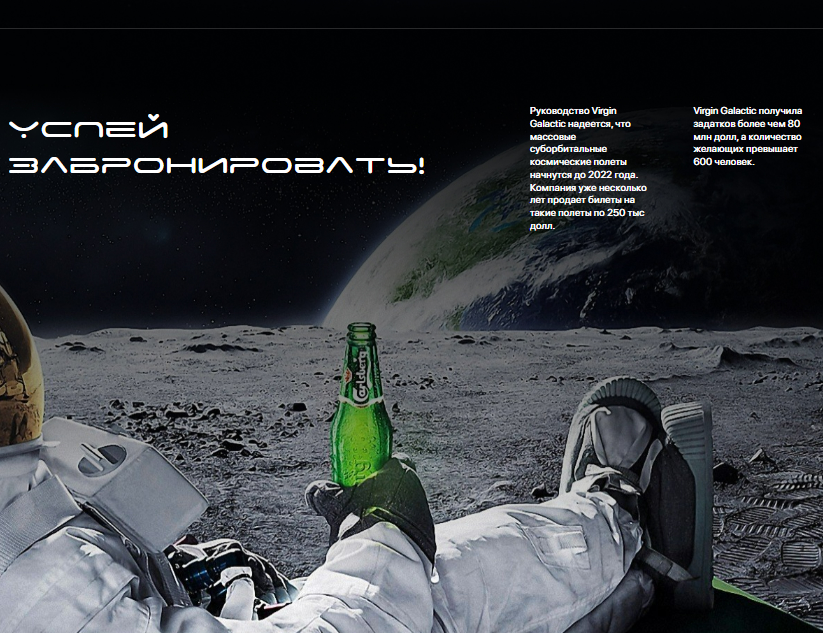 УСПЕЙ
ЗАБРОНИРОВАТЬ!
Руководство Virgin
Galactic надеется, что
массовые
суборбитальные
космические полеты
начнутся до 2022 года.
Компания уже несколько
лет продает билеты на
такие полеты по 250 тыс
долл.
Virgin Galactic получила
задатков более чем 80
млн долл, а количество
желающих превышает
600 человек.
Carlsberg